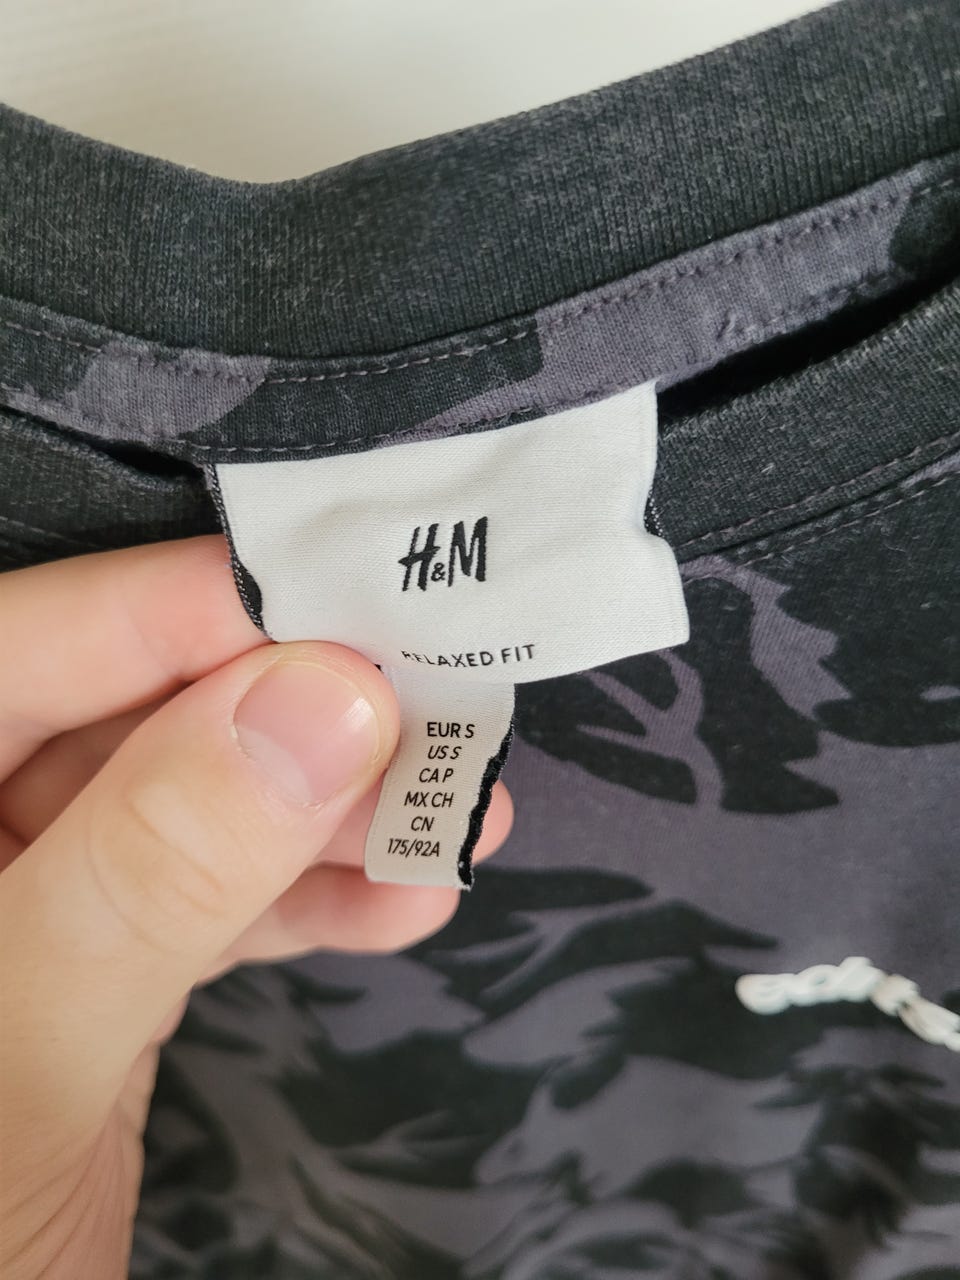 H&M
RELAXED FIT
EUR S
US S
CA P
MX CH
CN
175/92A